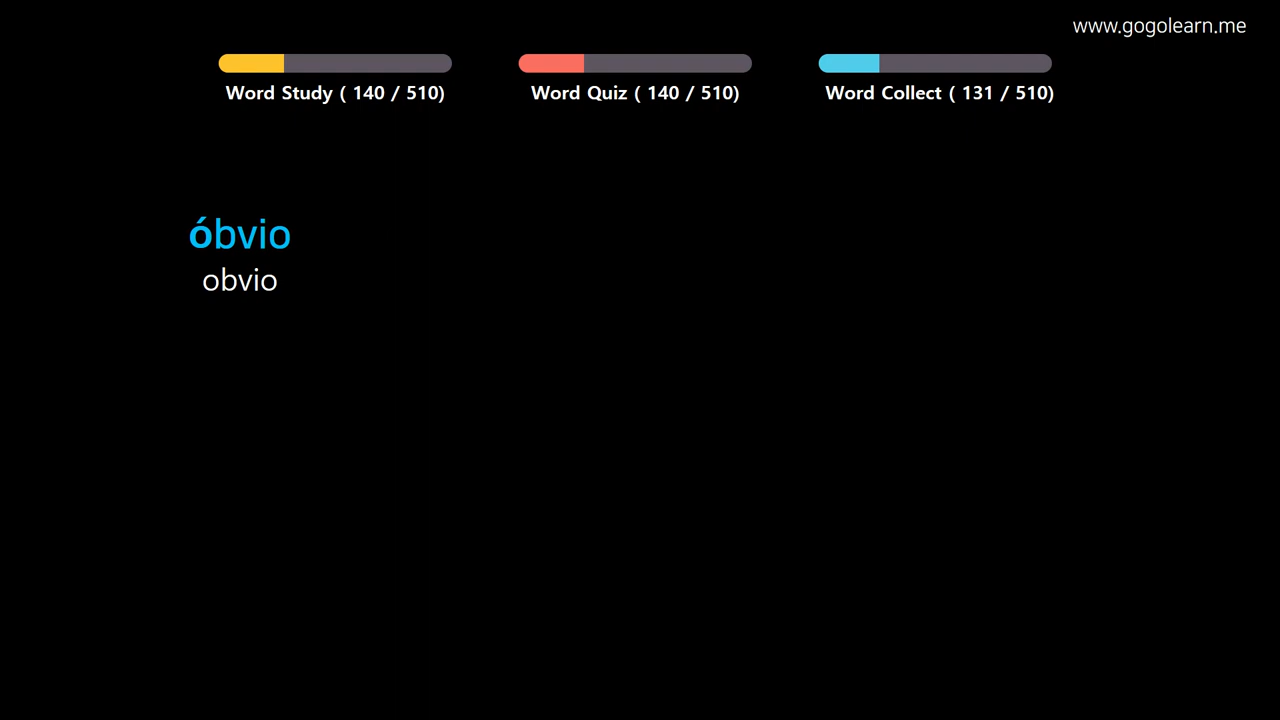 www.gogolearn.me
Word Study ( 140 / 510)
Word Quiz ( 140 / 510)
Word Collect ( 131 / 510)
óbvio
obvio